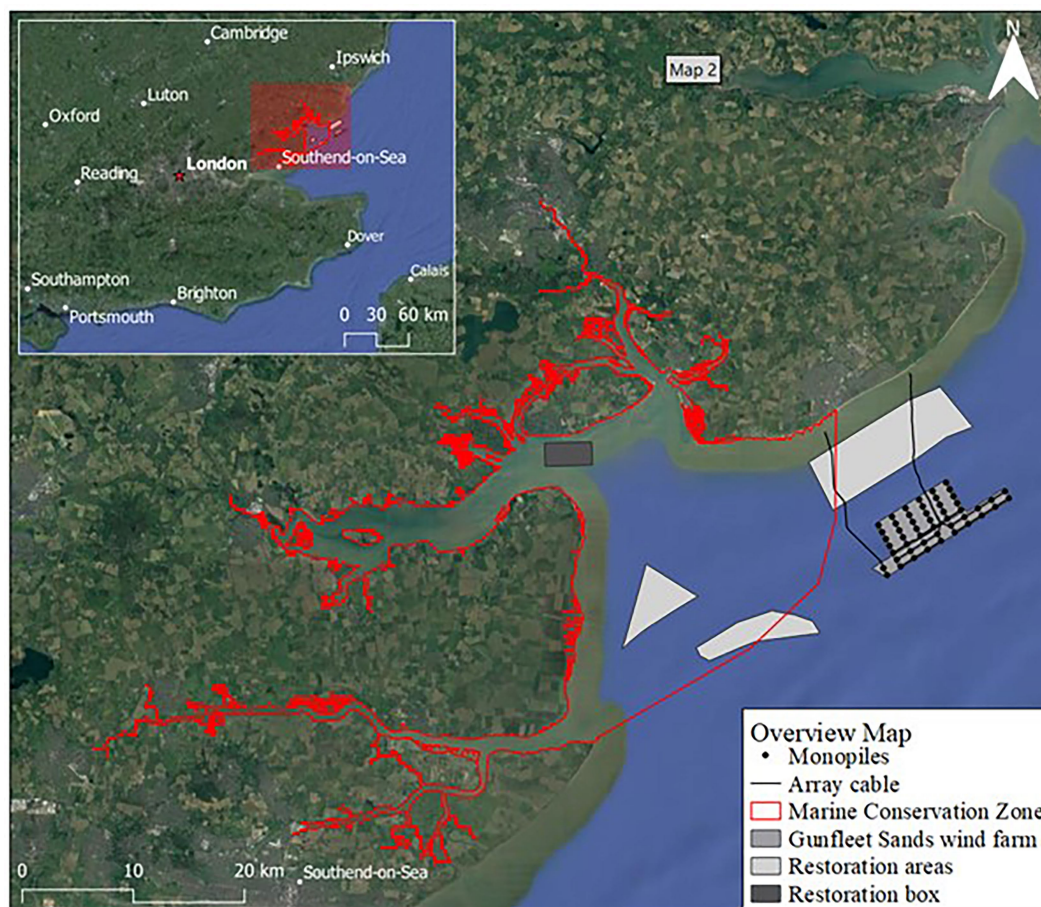 Cambridge
Ipswich
Luton
Oxford
London
Southend-on-Sea
Reading
Dover
Calais
Southampton
Brighton
Portsmouth
0 30 60 km
Map 2
N
Overview Map
Monopiles
Array cable
Marine Conservation Zone
Gunfleet Sands wind farm
Restoration areas
Restoration box
0 10 20 km
Southend-on-Sea